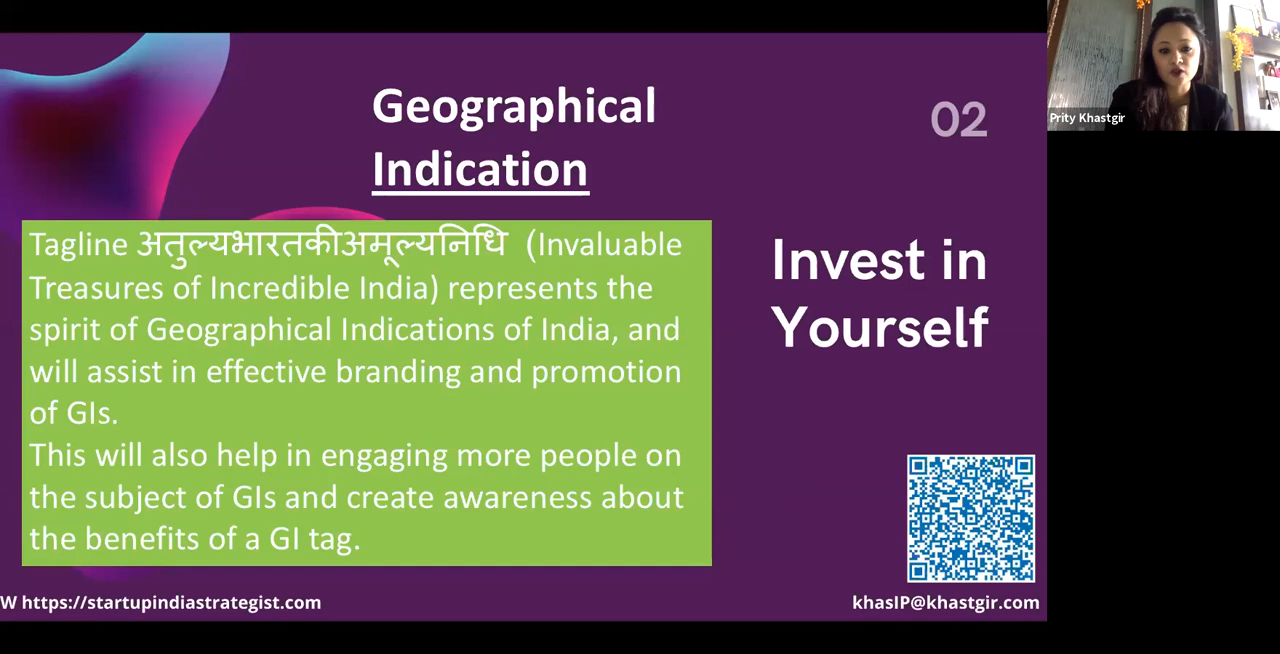 Geographical
Indication
02
Tagline अतुल्यभारतकीअमूल्यनिधि (Invaluable
Treasures of Incredible India) represents the
spirit of Geographical Indications of India, and
will assist in effective branding and promotion
of GIs.
This will also help in engaging more people on
the subject of GIs and create awareness about
the benefits of a GI tag.
Invest in
Yourself
W https://startupindiastrategist.com
khasIP@khastgir.com
Prity Khastgir